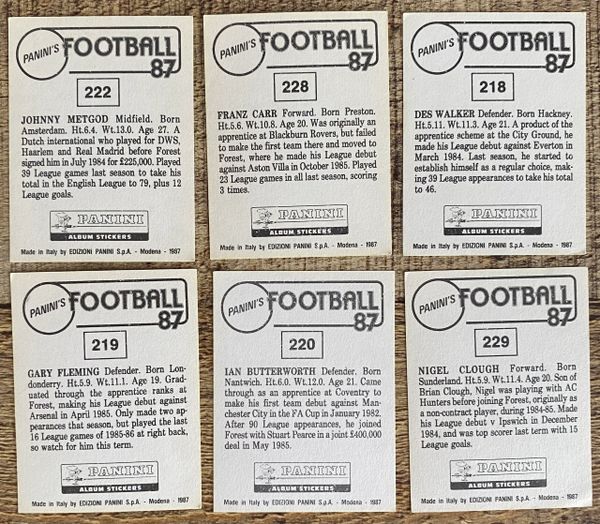 PANINI'S FOOTBALL 87
222
JOHNNY METGOD Midfield. Born
Amsterdam. Ht.6.4. Wt.13.0. Age 27. A
Dutch international who played for DWS,
Haarlem and Real Madrid before Forest
signed him in July 1984 for £225,000. Played
39 League games last season to take his total
in the English League to 79, plus 12
League goals.
PANINI
ALBUM STICKERS
Made in Italy by EDIZIONI PANINI S.p.A. - Modena - 1987
PANINI'S FOOTBALL 87
228
FRANZ CARR Forward. Born Preston.
Ht.5.6. Wt.10.8. Age 20. Was originally an
apprentice at Blackburn Rovers, but failed
to make the first team there and moved to
Forest, where he made his League debut
against Aston Villa in October 1985. Played
23 League games in all last season, scoring
3 times.
PANINI
ALBUM STICKERS
Made in Italy by EDIZIONI PANINI S.p.A. - Modena - 1987
PANINI'S FOOTBALL 87
218
DES WALKER Defender. Born Hackney.
Ht.5.11. Wt.11.3. Age 21. A product of the
apprentice scheme at the City Ground, he
made his League debut against Everton in
March 1984. Last season, he started to
establish himself as a regular choice, mak-
ing 39 League appearances to take his total
to 46.
PANINI
ALBUM STICKERS
Made in Italy by EDIZIONI PANINI S.p.A. - Modena - 1987
PANINI'S FOOTBALL 87
219
GARY FLEMING Defender. Born Lon-
donderry. Ht.5.9. Wt.11.1. Age 19. Grad-
uated through the apprentice ranks at
Forest, making his League debut against
Arsenal in April 1985. Only made two ap-
pearances that season, but played the last
16 League games of 1985-86 at right back,
so watch for him this term.
PANINI
ALBUM STICKERS
Made in Italy by EDIZIONI PANINI S.p.A. - Modena - 1987
PANINI'S FOOTBALL 87
220
IAN BUTTERWORTH Defender. Born
Nantwich. Ht.6.0. Wt.12.0. Age 21. Came
through as an apprentice at Coventry to
make his first team debut against Man-
chester City in the FA Cup in January 1982.
After 90 League appearances, he joined
Forest with Stuart Pearce in a joint £400,000
deal in May 1985.
PANINI
ALBUM STICKERS
Made in Italy by EDIZIONI PANINI S.p.A. - Modena - 1987
PANINI'S FOOTBALL 87
229
NIGEL CLOUGH Forward. Born
Sunderland. Ht.5.9. Wt.11.4. Age 20. Son of
Brian Clough, Nigel was playing with AC
Hunters before joining Forest, originally as
a non-contract player, during 1984-85. Made
his League debut v Ipswich in December
1984, and was top scorer last term with 15
League goals.
PANINI
ALBUM STICKERS
Made in Italy by EDIZIONI PANINI S.p.A. - Modena - 1987